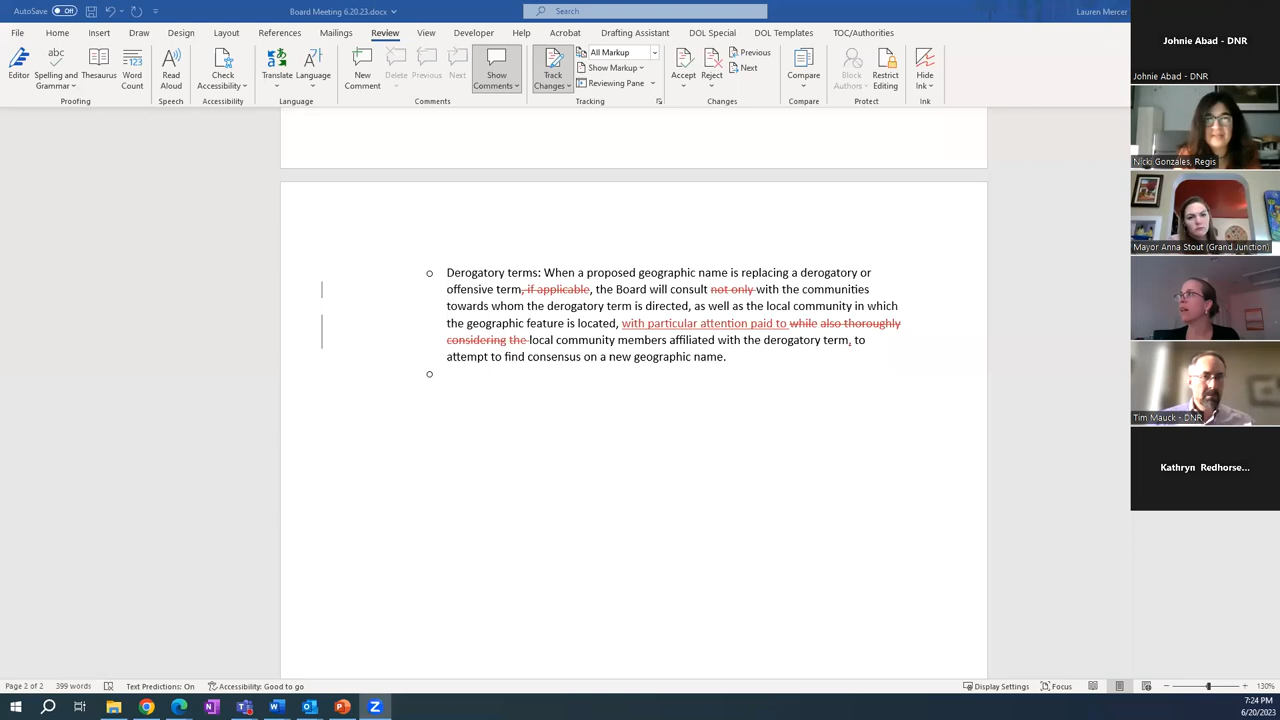 AutoSave Off
Board Meeting 6.20.23.docx
Search
Lauren Mercer
File Home Insert Draw Design Layout References Mailings Review View Developer Help Acrobat Drafting Assistant DOL Special DOL Templates TOC/Authorities
Editor
Spelling and Grammar
Thesaurus
Word Count
Proofing
Read Aloud
Speech
Check Accessibility
Accessibility
Translate
Language
Language
New Comment
Delete
Previous
Next
Show Comments
Comments
Track Changes
All Markup
Show Markup
Reviewing Pane
Tracking
Accept
Reject
Previous
Next
Changes
Compare
Compare
Block Authors
Restrict Editing
Protect
Hide Ink
Ink
Derogatory terms: When a proposed geographic name is replacing a derogatory or
offensive term, if applicable, the Board will consult not only with the communities
towards whom the derogatory term is directed, as well as the local community in which
the geographic feature is located, with particular attention paid to while also thoroughly
considering the local community members affiliated with the derogatory term, to
attempt to find consensus on a new geographic name.
Johnie Abad - DNR
Johnie Abad - DNR
Nicki Gonzales, Regis
Mayor Anna Stout (Grand Junction)
Tim Mauck - DNR
Kathryn Redhorse...
Page 2 of 2 399 words Text Predictions: On Accessibility: Good to go Display Settings Focus 130%
7:24 PM
6/20/2023